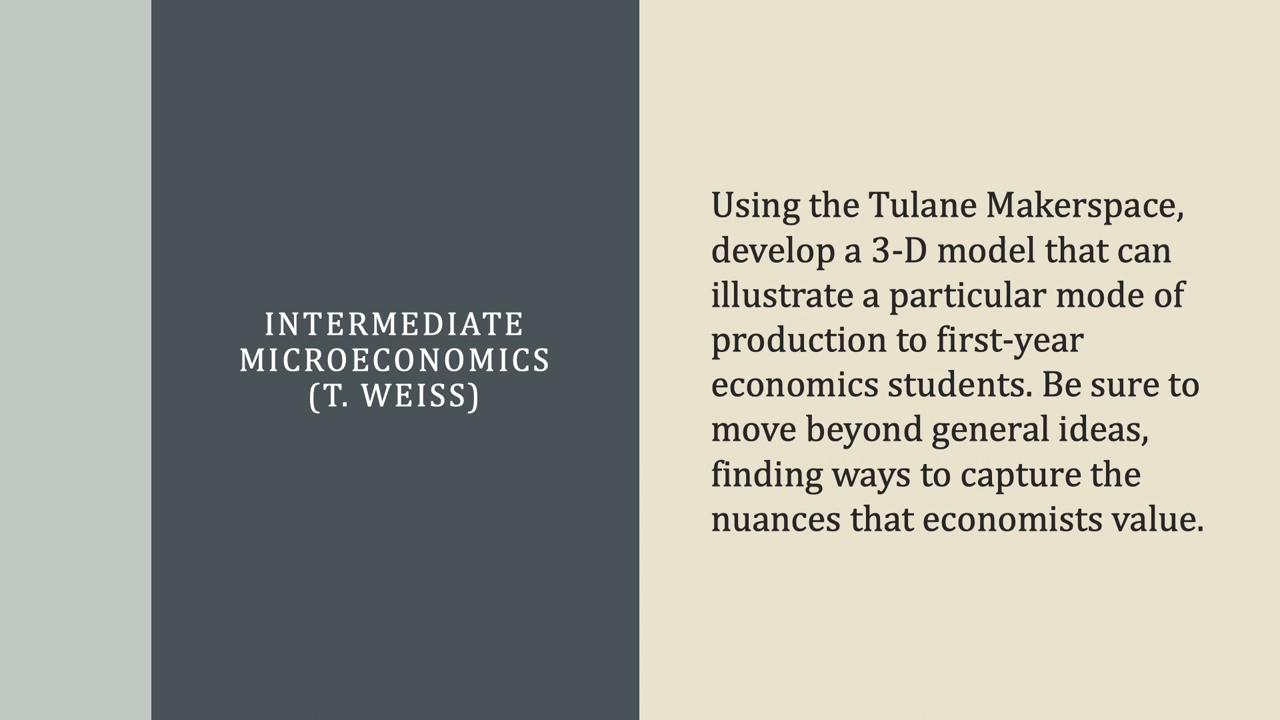 INTERMEDIATE
MICROECONOMICS
(T. WEISS)
Using the Tulane Makerspace,
develop a 3-D model that can
illustrate a particular mode of
production to first-year
economics students. Be sure to
move beyond general ideas,
finding ways to capture the
nuances that economists value.